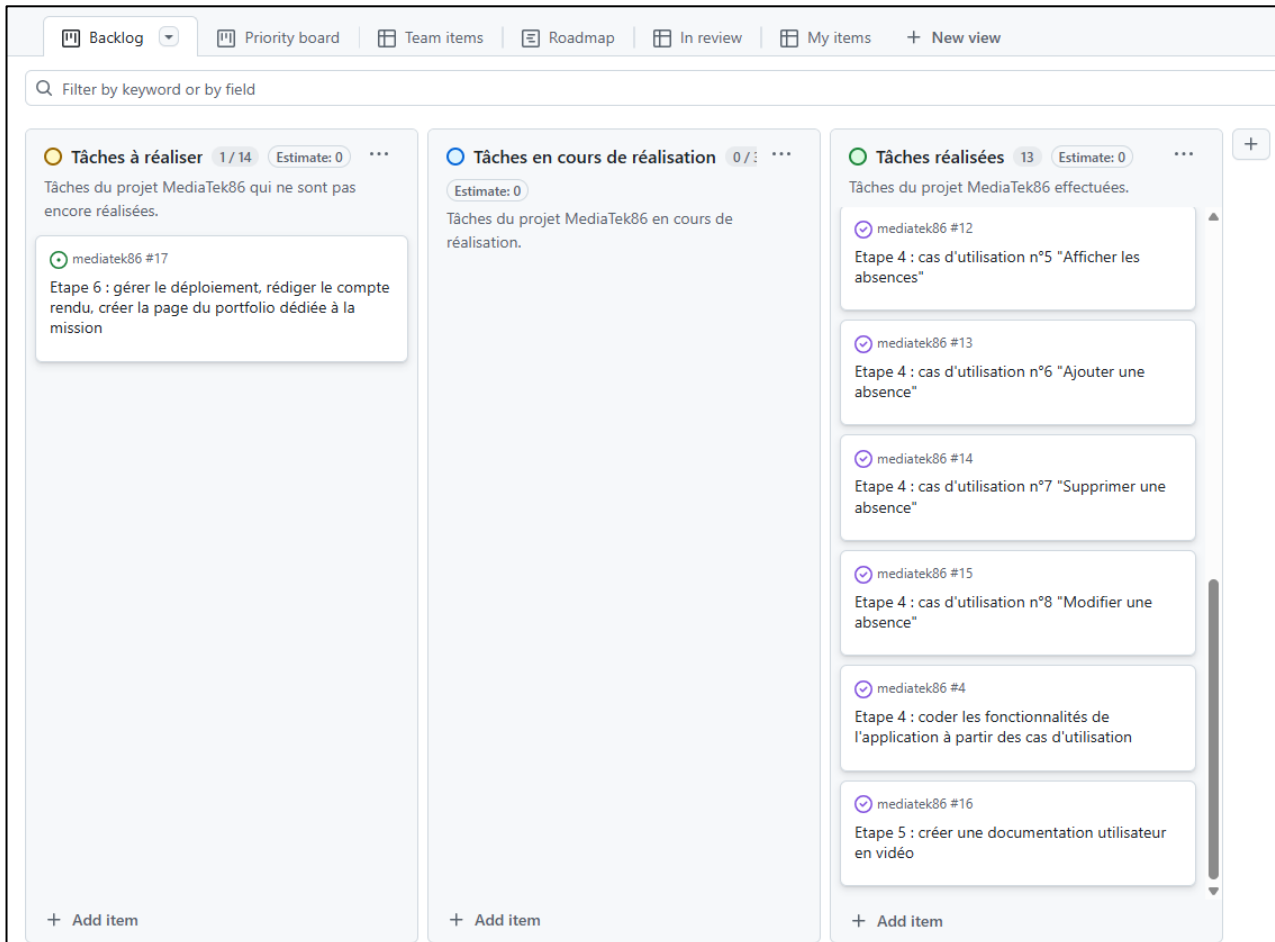 Backlog
Priority board
Team items
Roadmap
In review
My items
+ New view
Filter by keyword or by field
Tâches à réaliser 1 / 14 Estimate: 0 ...
Tâches du projet MediaTek86 qui ne sont pas
encore réalisées.
mediatek86 #17
Etape 6 : gérer le déploiement, rédiger le compte
rendu, créer la page du portfolio dédiée à la
mission
+ Add item
Tâches en cours de réalisation 0 / ...
Estimate: 0
Tâches du projet MediaTek86 en cours de
réalisation.
+ Add item
Tâches réalisées 13 Estimate: 0 ...
Tâches du projet MediaTek86 effectuées.
mediatek86 #12
Etape 4 : cas d'utilisation n°5 "Afficher les
absences"
mediatek86 #13
Etape 4 : cas d'utilisation n°6 "Ajouter une
absence"
mediatek86 #14
Etape 4 : cas d'utilisation n°7 "Supprimer une
absence"
mediatek86 #15
Etape 4 : cas d'utilisation n°8 "Modifier une
absence"
mediatek86 #4
Etape 4 : coder les fonctionnalités de
l'application à partir des cas d'utilisation
mediatek86 #16
Etape 5 : créer une documentation utilisateur
en vidéo
+ Add item
+